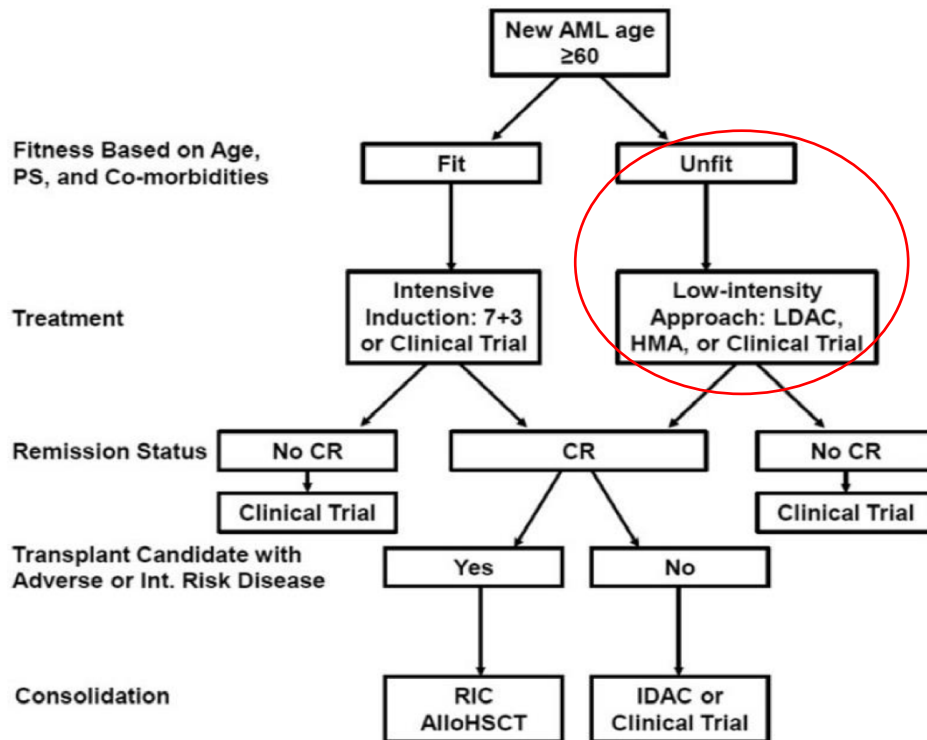 New AML age
≥60
Fitness Based on Age,
PS, and Co-morbidities
Fit
Unfit
Treatment
Intensive
Induction: 7+3
or Clinical Trial
Low-intensity
Approach: LDAC,
HMA, or Clinical Trial
Remission Status
No CR
CR
No CR
Clinical Trial
Clinical Trial
Transplant Candidate with
Adverse or Int. Risk Disease
Yes
No
Consolidation
RIC
AlloHSCT
IDAC or
Clinical Trial